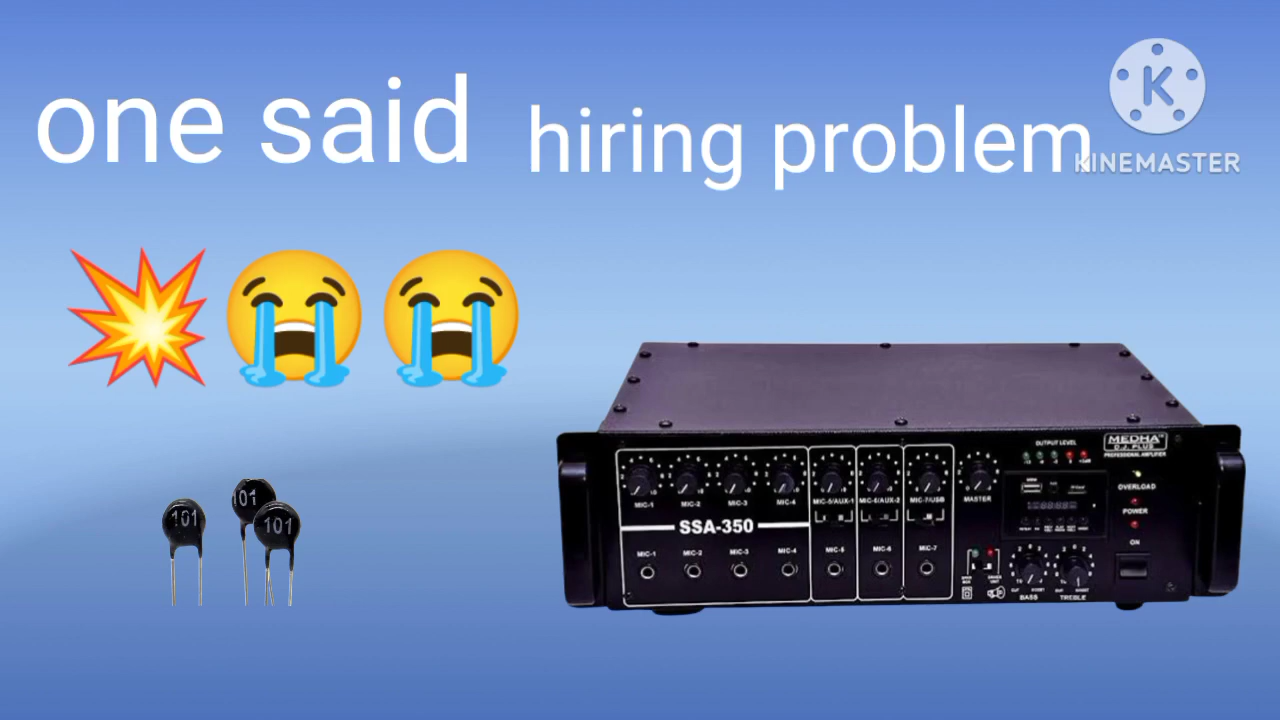 one said hiring problem
K
KINEMASTER
101 101 101
MEDHA
D.J. PLUS
PROFESSIONAL AMPLIFIER
OUTPUT LEVEL
OVERLOAD
POWER
ON
MIC-1 MIC-2 MIC-3 MIC-4 MIC-5/AUX-1 MIC-6/AUX-2 MIC-7/USB MASTER
SSA-350
MIC-1 MIC-2 MIC-3 MIC-4 MIC-5 MIC-6 MIC-7
BASS TREBLE